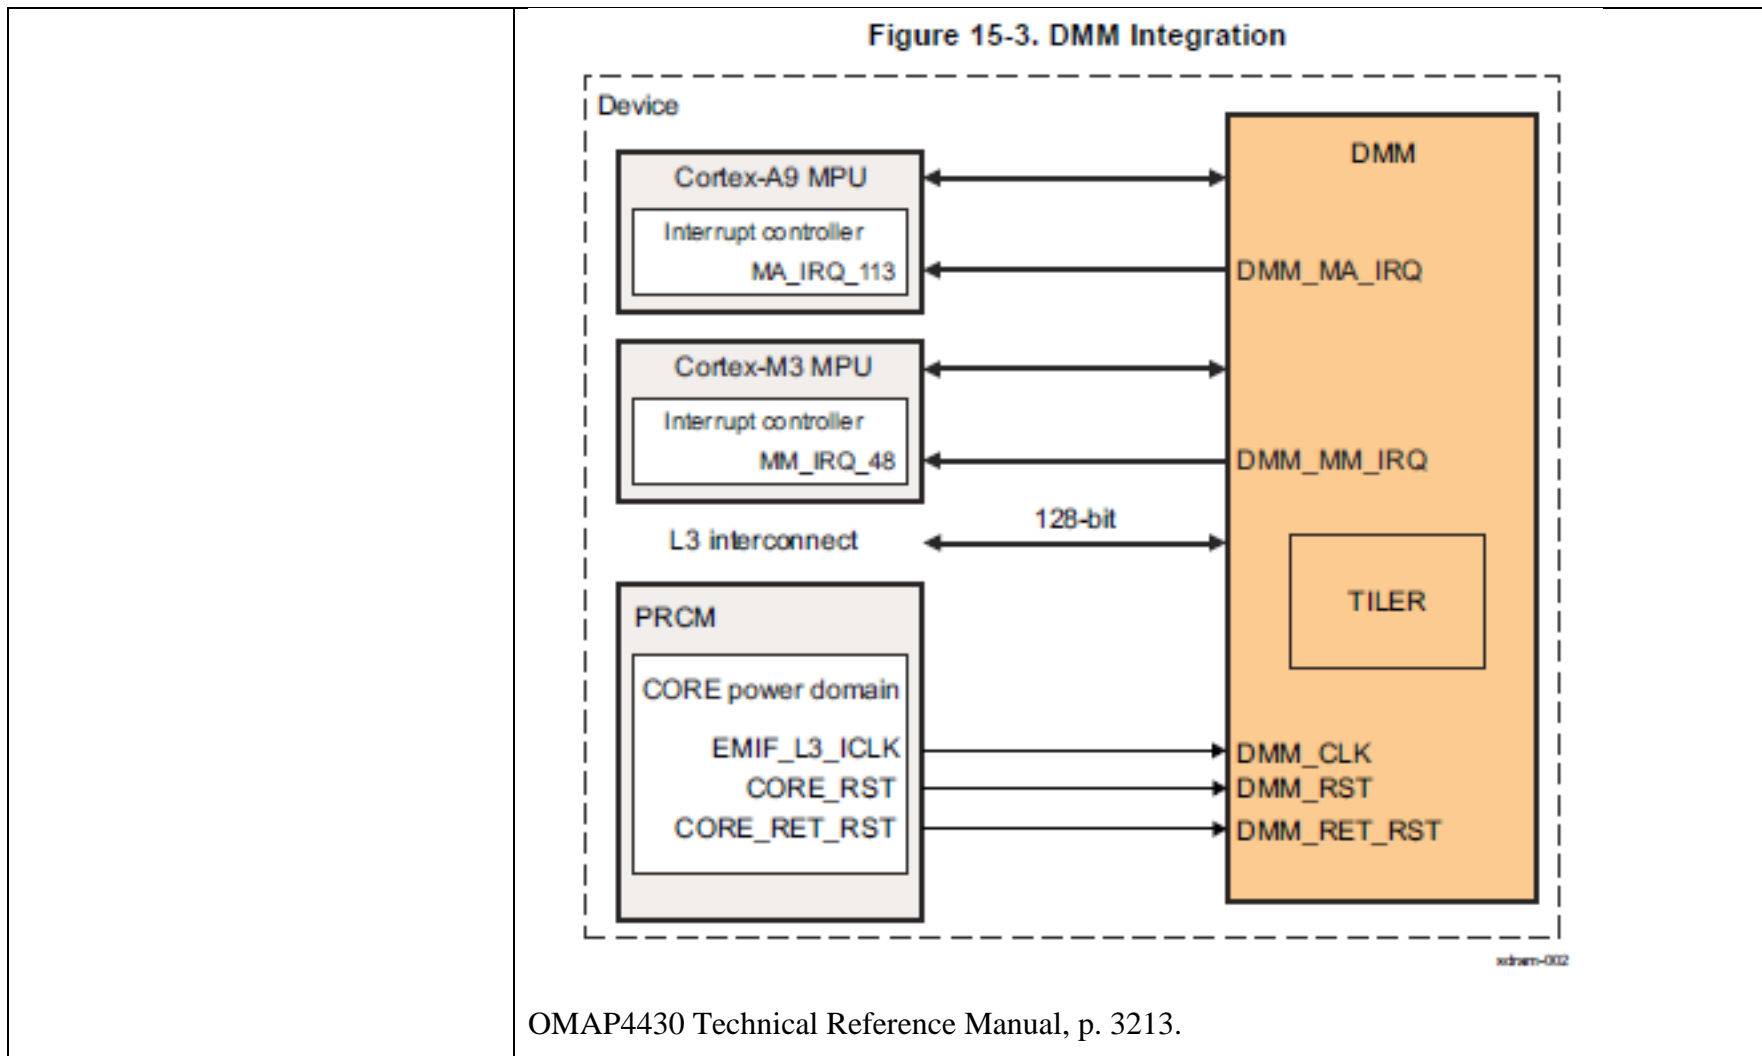 Figure 15-3. DMM Integration
Device
DMM
Cortex-A9 MPU
Interrupt controller
MA_IRQ_113
DMM_MA_IRQ
Cortex-M3 MPU
Interrupt controller
MM_IRQ_48
DMM_MM_IRQ
128-bit
L3 interconnect
TILER
PRCM
CORE power domain
EMIF_L3_ICLK
DMM_CLK
CORE_RST
DMM_RST
CORE_RET_RST
DMM_RET_RST
xdram-002
OMAP4430 Technical Reference Manual, p. 3213.